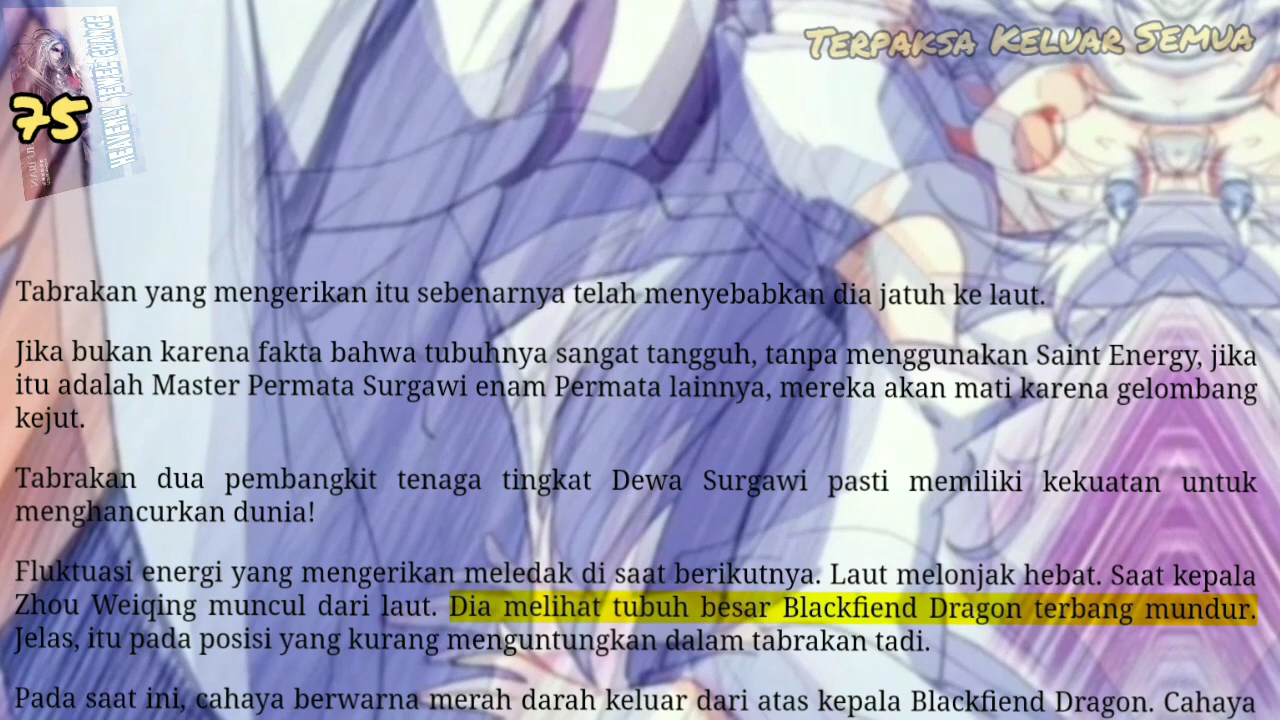 HEAVENLY JEWEL CHANGE
75
Terpaksa Keluar Semua
Tabrakan yang mengerikan itu sebenarnya telah menyebabkan dia jatuh ke laut.
Jika bukan karena fakta bahwa tubuhnya sangat tangguh, tanpa menggunakan Saint Energy, jika
itu adalah Master Permata Surgawi enam Permata lainnya, mereka akan mati karena gelombang
kejut.
Tabrakan dua pembangkit tenaga tingkat Dewa Surgawi pasti memiliki kekuatan untuk
menghancurkan dunia!
Fluktuasi energi yang mengerikan meledak di saat berikutnya. Laut melonjak hebat. Saat kepala
Zhou Weiqing muncul dari laut. Dia melihat tubuh besar Blackfiend Dragon terbang mundur.
Jelas, itu pada posisi yang kurang menguntungkan dalam tabrakan tadi.
Pada saat ini, cahaya berwarna merah darah keluar dari atas kepala Blackfiend Dragon. Cahaya